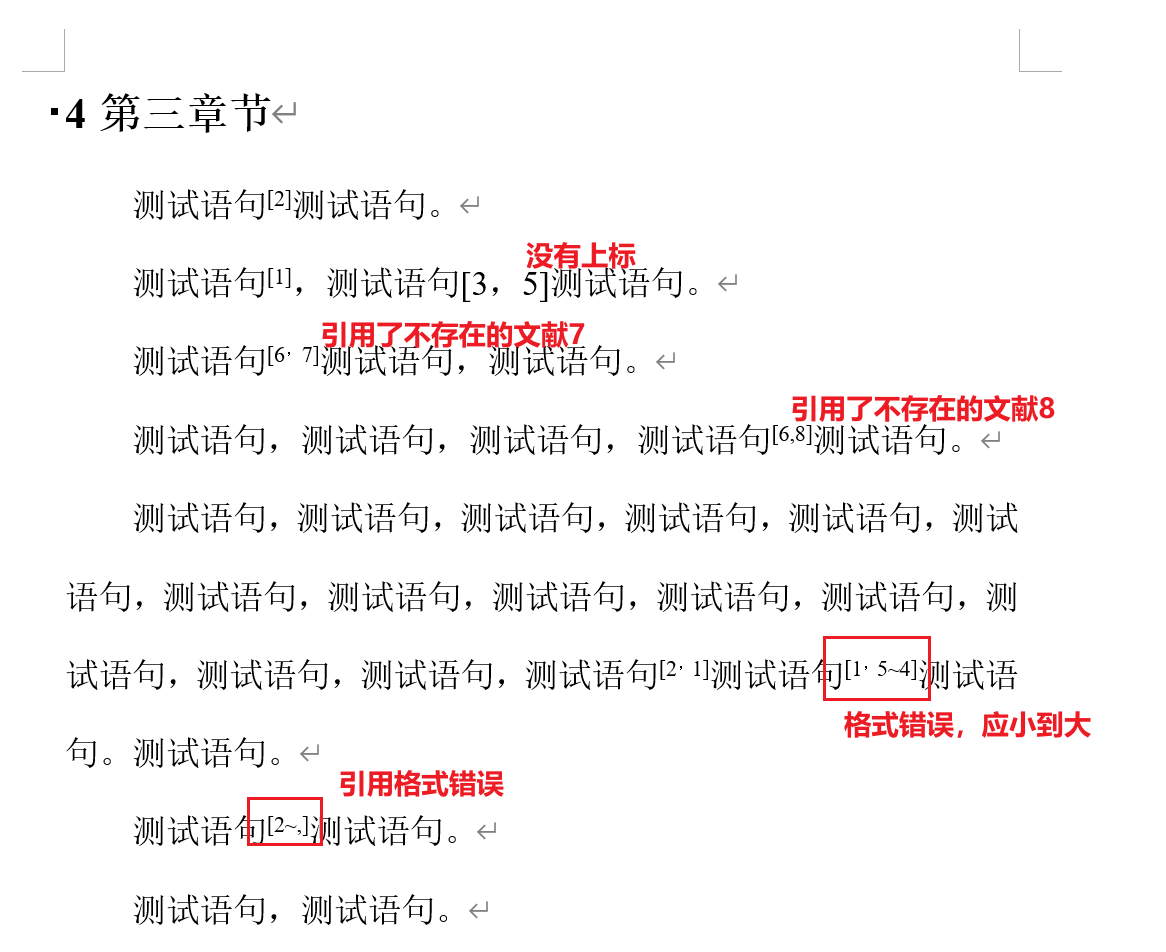 4 第三章节↵
测试语句[2]测试语句。↵
没有上标
测试语句[1]，测试语句[3，5]测试语句。↵
引用了不存在的文献7
测试语句[6，7]测试语句，测试语句。↵
引用了不存在的文献8
测试语句，测试语句，测试语句，测试语句[6,8]测试语句。↵
测试语句，测试语句，测试语句，测试语句，测试语句，测试
语句，测试语句，测试语句，测试语句，测试语句，测试语句，测
试语句，测试语句，测试语句，测试语句[2，1]测试语句[1，5~4]测试语
格式错误，应小到大
句。测试语句。↵
引用格式错误
测试语句[2~,]测试语句。↵
测试语句，测试语句。↵